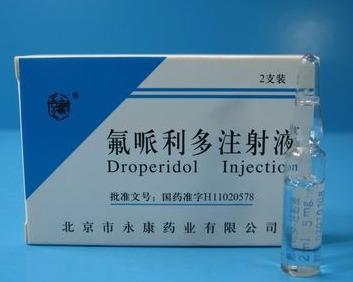 2支装
氟哌利多注射液
Droperidol Injection
批准文号：国药准字H11020578
北京市永康药业有限公司
2ml 5mg